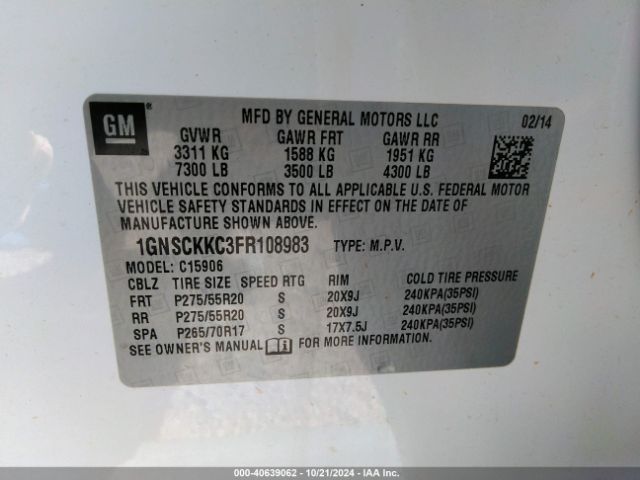 GM
®
MFD BY GENERAL MOTORS LLC 02/14
GVWR GAWR FRT GAWR RR
3311 KG 1588 KG 1951 KG
7300 LB 3500 LB 4300 LB
THIS VEHICLE CONFORMS TO ALL APPLICABLE U.S. FEDERAL MOTOR
VEHICLE SAFETY STANDARDS IN EFFECT ON THE DATE OF
MANUFACTURE SHOWN ABOVE.
1GNSCKKC3FR108983 TYPE: M.P.V.
MODEL: C15906
CBLZ TIRE SIZE SPEED RTG RIM COLD TIRE PRESSURE
FRT P275/55R20 S 20X9J 240KPA(35PSI)
RR P275/55R20 S 20X9J 240KPA(35PSI)
SPA P265/70R17 S 17X7.5J 240KPA(35PSI)
SEE OWNER'S MANUAL FOR MORE INFORMATION.
000-40639062 - 10/21/2024 - IAA Inc.